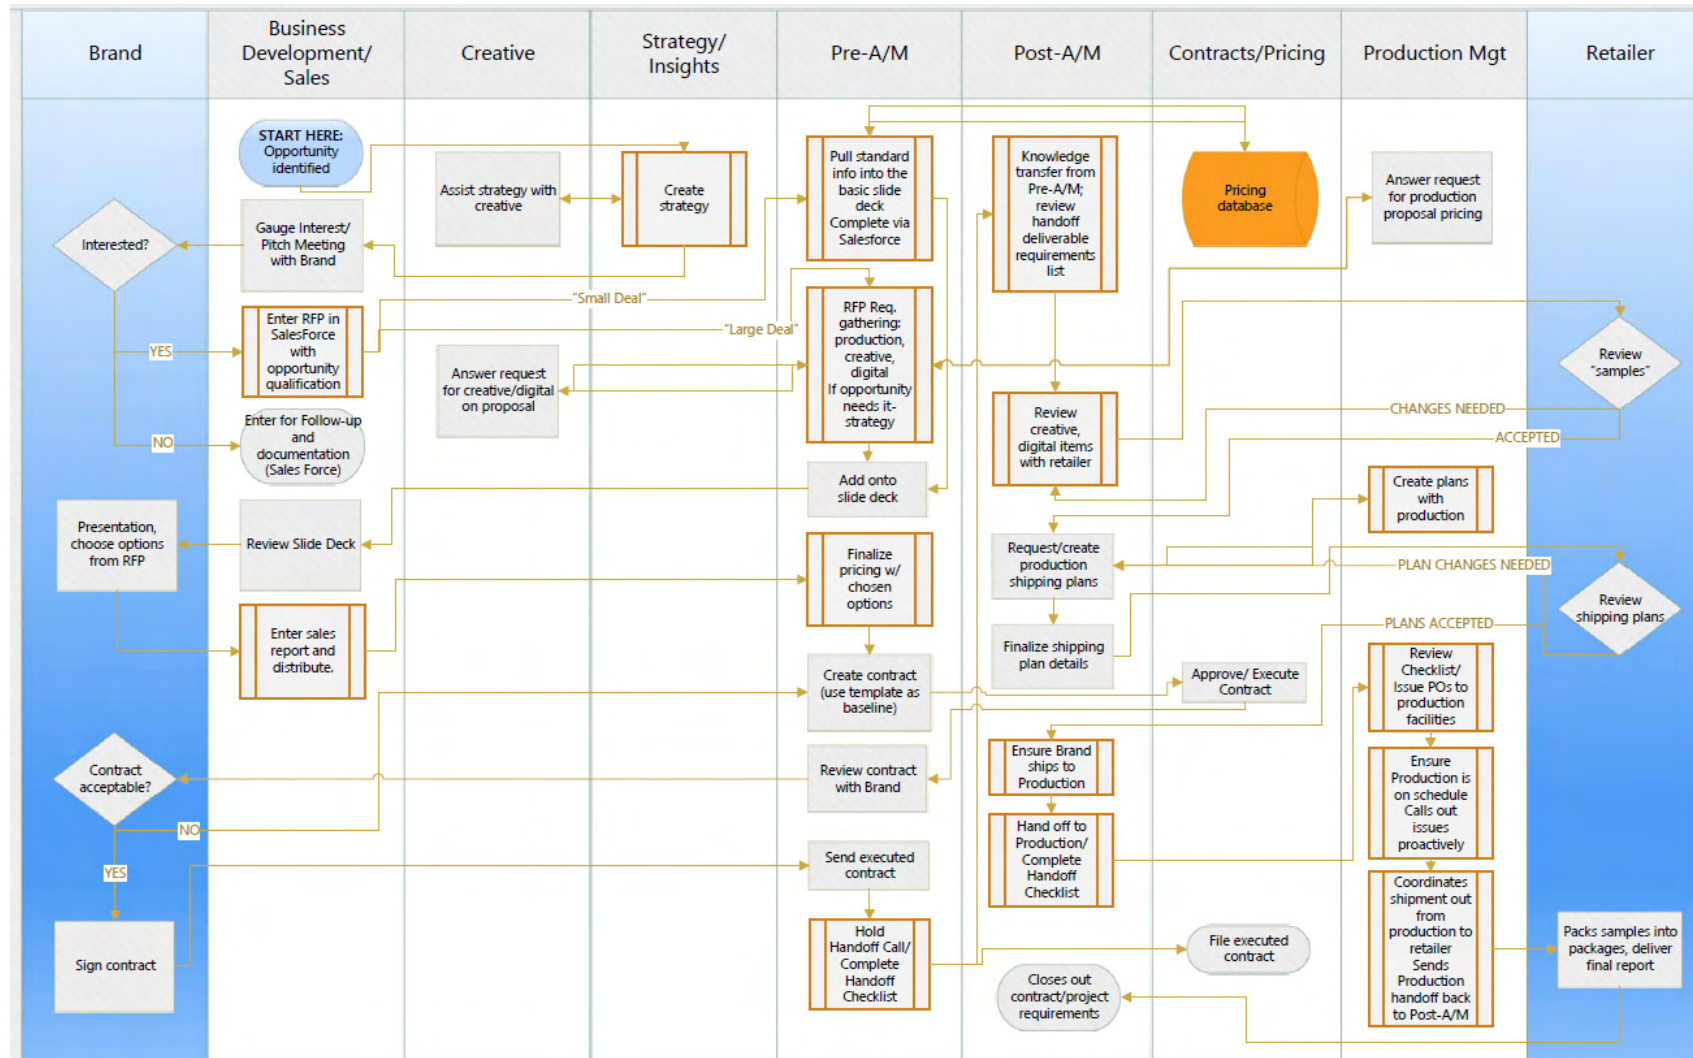 Brand
Business
Development/
Sales
Creative
Strategy/
Insights
Pre-A/M
Post-A/M
Contracts/Pricing
Production Mgt
Retailer
START HERE:
Opportunity
identified
Assist strategy with
creative
Create
strategy
Pull standard
info into the
basic slide
deck
Complete via
Salesforce
Knowledge
transfer from
Pre-A/M;
review
handoff
deliverable
requirements
list
Pricing
database
Answer request
for production
proposal pricing
Interested?
Gauge Interest/
Pitch Meeting
with Brand
"Small Deal"
"Large Deal"
YES
Enter RFP in
SalesForce
with
opportunity
qualification
RFP Req.
gathering:
production,
creative,
digital
If opportunity
needs it-
strategy
Answer request
for creative/digital
on proposal
Review
"samples"
NO
Enter for Follow-up
and
documentation
(Sales Force)
Review
creative,
digital items
with retailer
CHANGES NEEDED
ACCEPTED
Add onto
slide deck
Create plans
with
production
Presentation,
choose options
from RFP
Review Slide Deck
Finalize
pricing w/
chosen
options
Request/create
production
shipping plans
PLAN CHANGES NEEDED
Review
shipping plans
PLANS ACCEPTED
Enter sales
report and
distribute.
Finalize shipping
plan details
Create contract
(use template as
baseline)
Approve/ Execute
Contract
Review
Checklist/
Issue POs to
production
facilities
Contract
acceptable?
Review contract
with Brand
Ensure Brand
ships to
Production
Ensure
Production is
on schedule
Calls out
issues
proactively
NO
YES
Send executed
contract
Hand off to
Production/
Complete
Handoff
Checklist
Coordinates
shipment out
from
production to
retailer
Sends
Production
handoff back
to Post-A/M
Sign contract
Hold
Handoff Call/
Complete
Handoff
Checklist
File executed
contract
Packs samples into
packages, deliver
final report
Closes out
contract/project
requirements